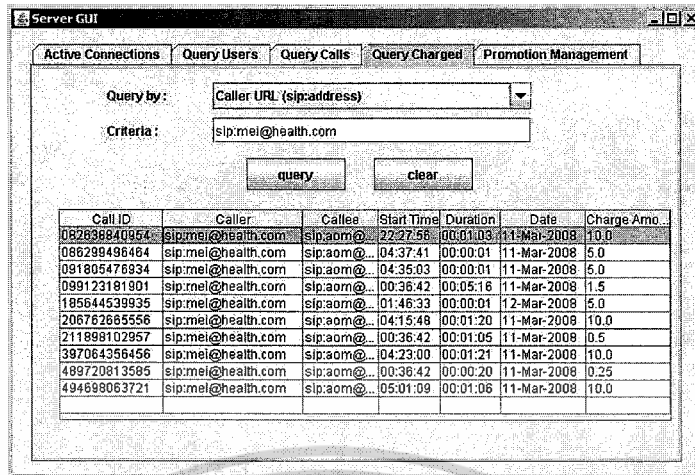 Server GUI
Active Connections Query Users Query Calls Query Charged Promotion Management
Query by : Caller URL (sip:address)
Criteria : sip:mei@health.com
query clear
Call ID Caller Callee Start Time Duration Date Charge Amo...
082638840954 sip:mei@health.com sip:aom@... 22:27:56 00:01:03 11-Mar-2008 10.0
086299496464 sip:mei@health.com sip:aom@... 04:37:41 00:00:01 11-Mar-2008 5.0
091805476934 sip:mei@health.com sip:aom@... 04:35:03 00:00:01 11-Mar-2008 5.0
099123181901 sip:mei@health.com sip:aom@... 00:36:42 00:05:16 11-Mar-2008 1.5
185644539935 sip:mei@health.com sip:aom@... 01:46:33 00:00:01 12-Mar-2008 5.0
206762665556 sip:mei@health.com sip:aom@... 04:15:48 00:01:20 11-Mar-2008 10.0
211898102957 sip:mei@health.com sip:aom@... 00:36:42 00:01:05 11-Mar-2008 0.5
397064356456 sip:mei@health.com sip:aom@... 04:23:00 00:01:21 11-Mar-2008 10.0
489720813585 sip:mei@health.com sip:aom@... 00:36:42 00:00:20 11-Mar-2008 0.25
494698063721 sip:mei@health.com sip:aom@... 05:01:09 00:01:06 11-Mar-2008 10.0